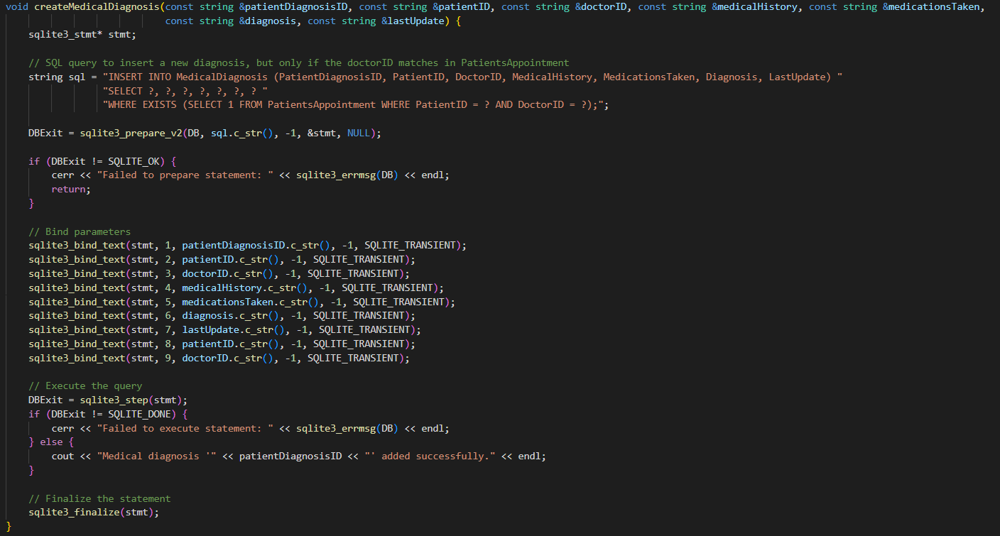 void createMedicalDiagnosis(const string &patientDiagnosisID, const string &patientID, const string &doctorID, const string &medicalHistory, const string &medicationsTaken,
const string &diagnosis, const string &lastUpdate) {
sqlite3_stmt* stmt;
// SQL query to insert a new diagnosis, but only if the doctorID matches in PatientsAppointment
string sql = "INSERT INTO MedicalDiagnosis (PatientDiagnosisID, PatientID, DoctorID, MedicalHistory, MedicationsTaken, Diagnosis, LastUpdate) "
"SELECT ?, ?, ?, ?, ?, ?, ? "
"WHERE EXISTS (SELECT 1 FROM PatientsAppointment WHERE PatientID = ? AND DoctorID = ?);";
DBExit = sqlite3_prepare_v2(DB, sql.c_str(), -1, &stmt, NULL);
if (DBExit != SQLITE_OK) {
cerr << "Failed to prepare statement: " << sqlite3_errmsg(DB) << endl;
return;
}
// Bind parameters
sqlite3_bind_text(stmt, 1, patientDiagnosisID.c_str(), -1, SQLITE_TRANSIENT);
sqlite3_bind_text(stmt, 2, patientID.c_str(), -1, SQLITE_TRANSIENT);
sqlite3_bind_text(stmt, 3, doctorID.c_str(), -1, SQLITE_TRANSIENT);
sqlite3_bind_text(stmt, 4, medicalHistory.c_str(), -1, SQLITE_TRANSIENT);
sqlite3_bind_text(stmt, 5, medicationsTaken.c_str(), -1, SQLITE_TRANSIENT);
sqlite3_bind_text(stmt, 6, diagnosis.c_str(), -1, SQLITE_TRANSIENT);
sqlite3_bind_text(stmt, 7, lastUpdate.c_str(), -1, SQLITE_TRANSIENT);
sqlite3_bind_text(stmt, 8, patientID.c_str(), -1, SQLITE_TRANSIENT);
sqlite3_bind_text(stmt, 9, doctorID.c_str(), -1, SQLITE_TRANSIENT);
// Execute the query
DBExit = sqlite3_step(stmt);
if (DBExit != SQLITE_DONE) {
cerr << "Failed to execute statement: " << sqlite3_errmsg(DB) << endl;
} else {
cout << "Medical diagnosis '" << patientDiagnosisID << "' added successfully." << endl;
}
// Finalize the statement
sqlite3_finalize(stmt);
}